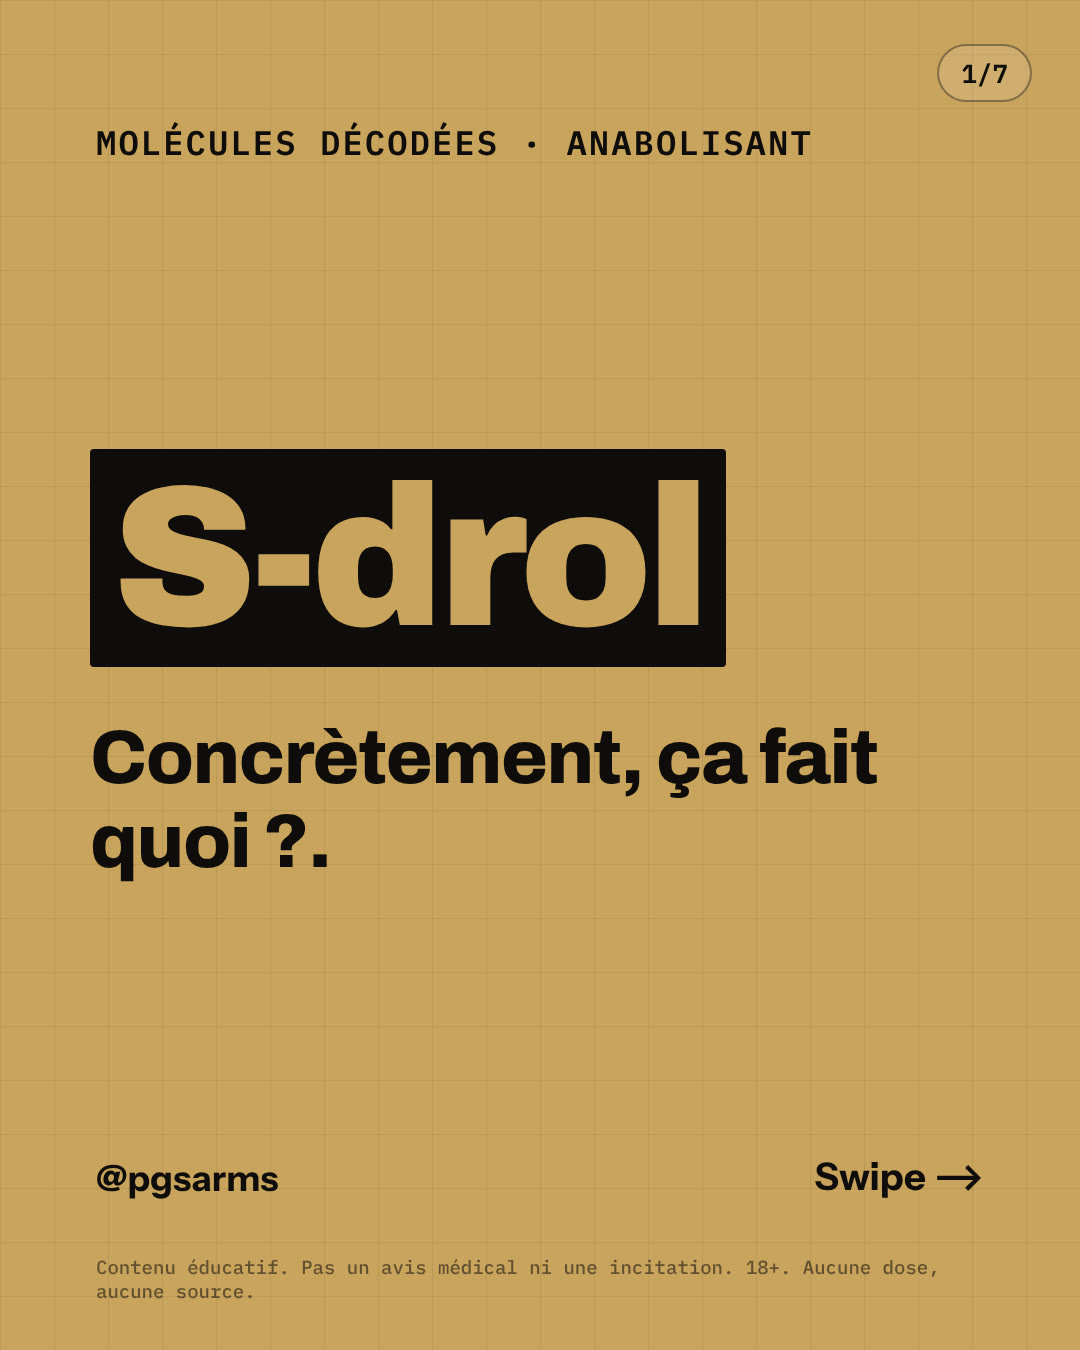 1/7
MOLÉCULES DÉCODÉES · ANABOLISANT
S-drol
Concrètement, ça fait
quoi ?.
@pgsarms
Swipe →
Contenu éducatif. Pas un avis médical ni une incitation. 18+. Aucune dose,
aucune source.